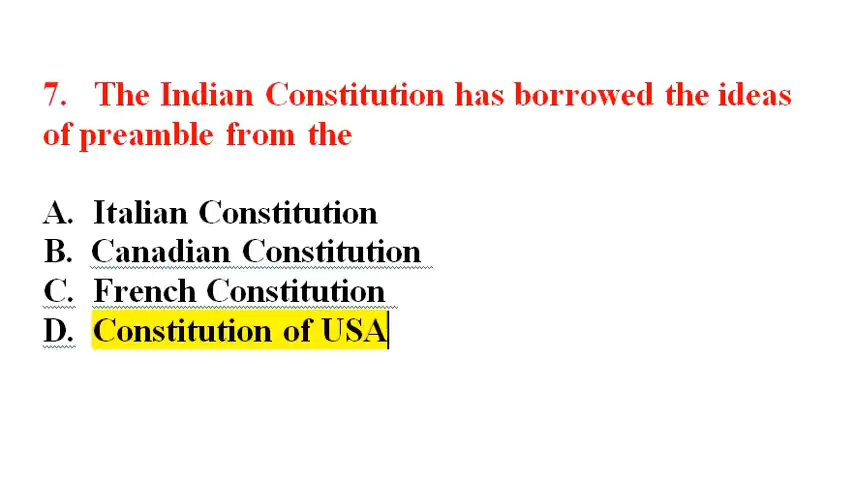 7. The Indian Constitution has borrowed the ideas
of preamble from the
A. Italian Constitution
B. Canadian Constitution
C. French Constitution
D. Constitution of USA